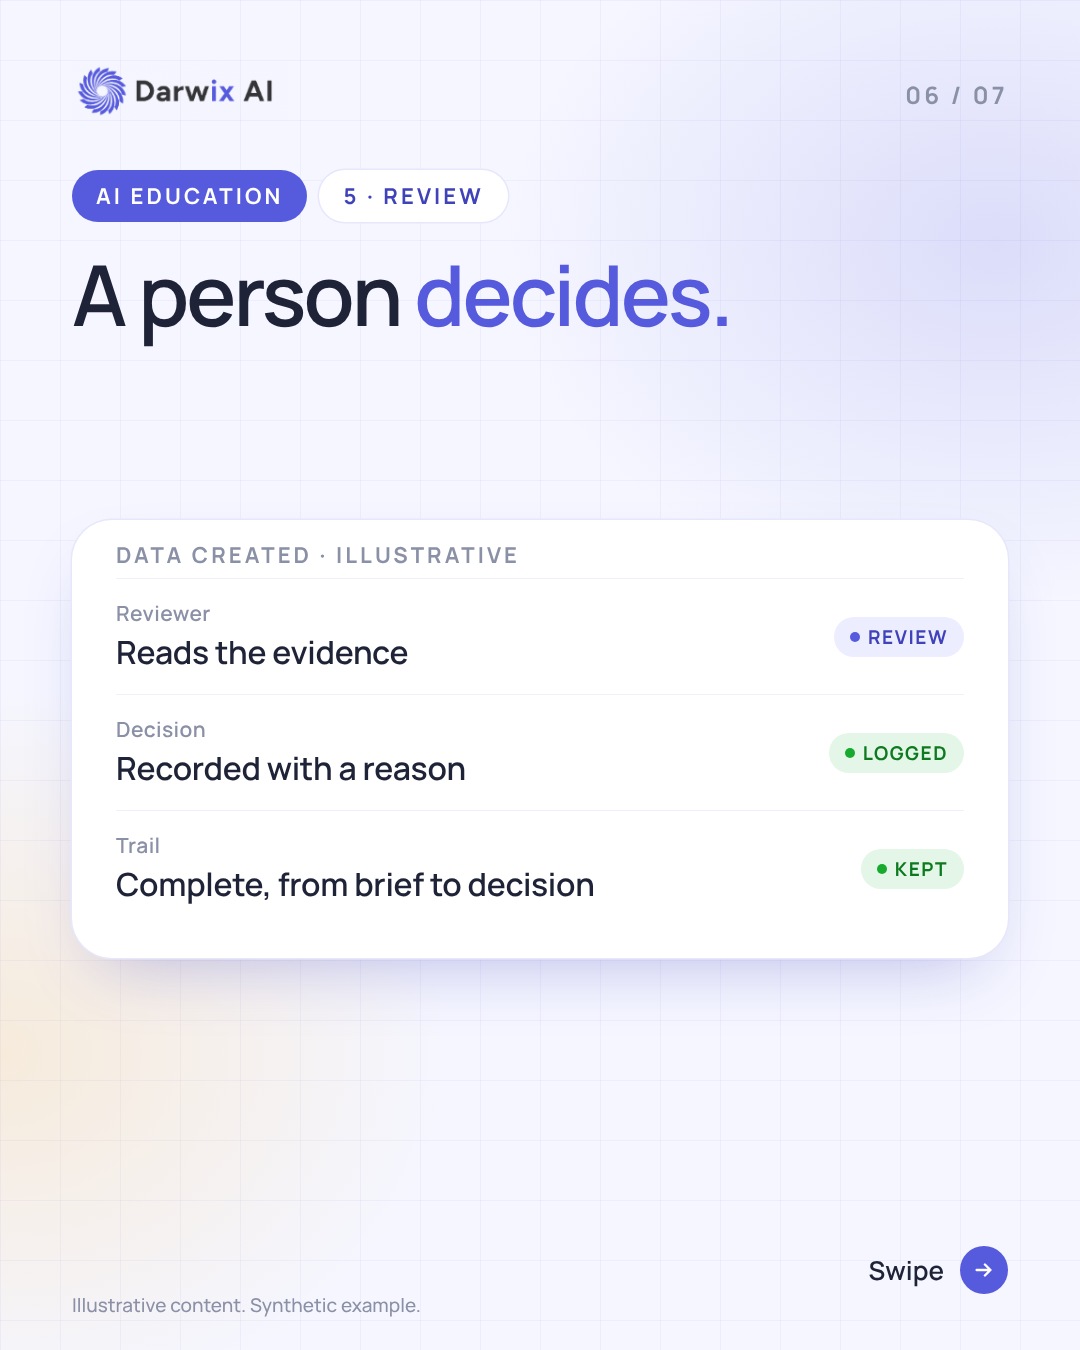 Darwix AI
06 / 07
AI EDUCATION
5 · REVIEW
A person decides.
DATA CREATED · ILLUSTRATIVE
Reviewer
Reads the evidence
REVIEW
Decision
Recorded with a reason
LOGGED
Trail
Complete, from brief to decision
KEPT
Swipe
Illustrative content. Synthetic example.